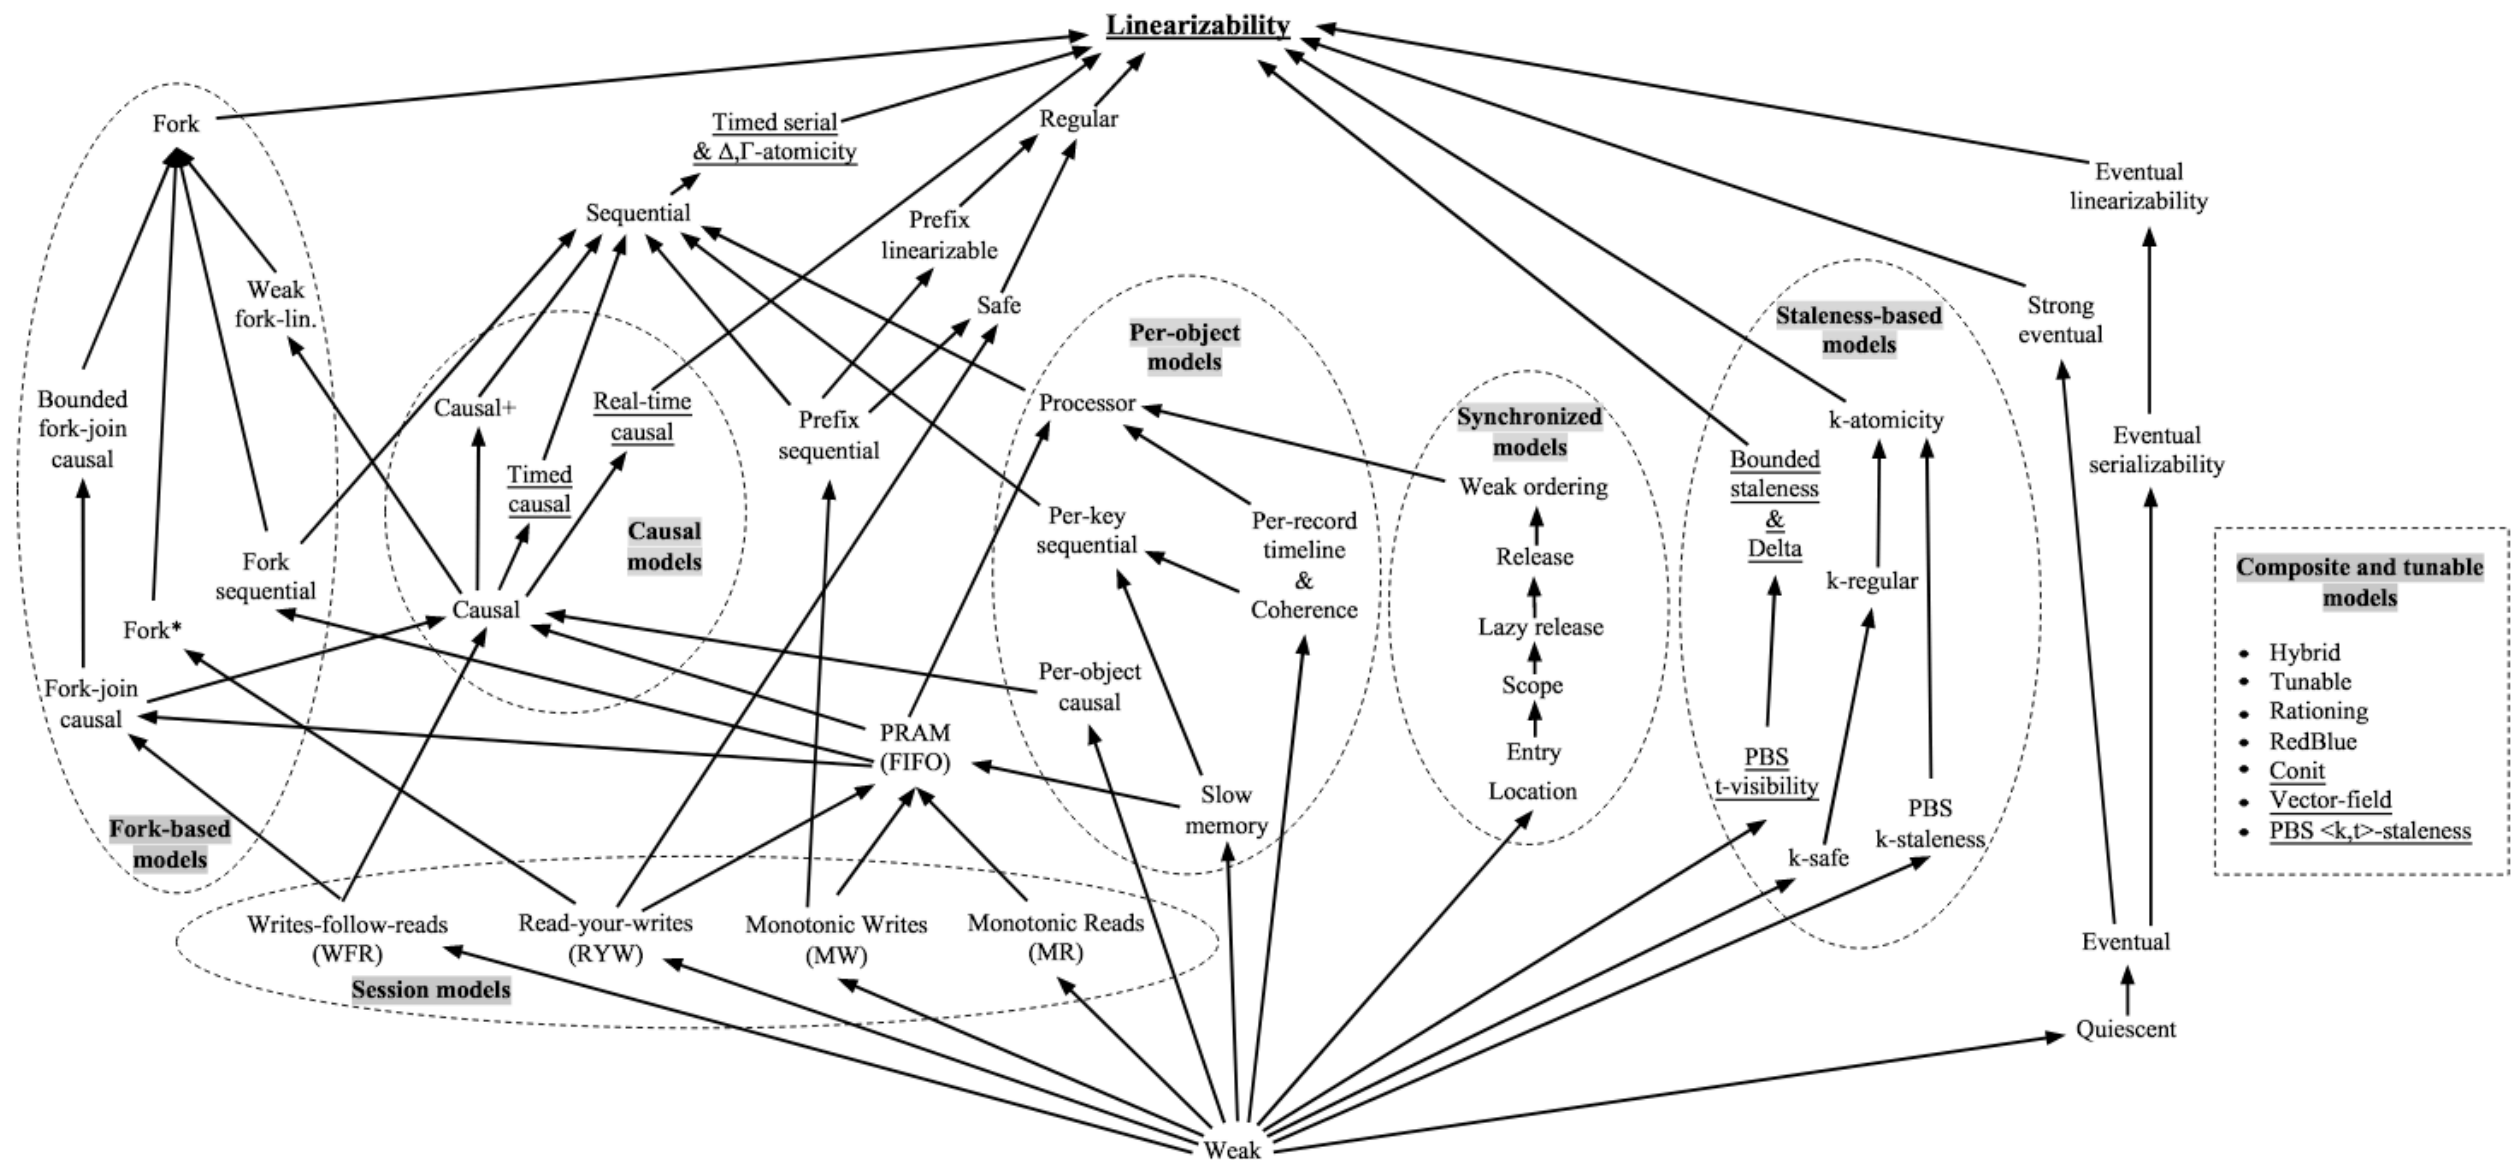 Linearizability
Fork
Timed serial
& Δ,Γ-atomicity
Regular
Eventual
linearizability
Sequential
Prefix
linearizable
Weak
fork-lin.
Safe
Strong
eventual
Per-object
models
Staleness-based
models
Bounded
fork-join
causal
Causal+
Real-time
causal
Prefix
sequential
Processor
Synchronized
models
k-atomicity
Eventual
serializability
Timed
causal
Bounded
staleness
&
Delta
Weak ordering
Causal
models
Per-key
sequential
Per-record
timeline
&
Coherence
Release
k-regular
Fork
sequential
Composite and tunable
models
• Hybrid
• Tunable
• Rationing
• RedBlue
• Conit
• Vector-field
• PBS <k,t>-staleness
Causal
Fork*
Lazy release
Fork-join
causal
Per-object
causal
Scope
PRAM
(FIFO)
Entry
Location
PBS
t-visibility
Slow
memory
PBS
k-staleness
k-safe
Fork-based
models
Writes-follow-reads
(WFR)
Read-your-writes
(RYW)
Monotonic Writes
(MW)
Monotonic Reads
(MR)
Session models
Eventual
Quiescent
Weak